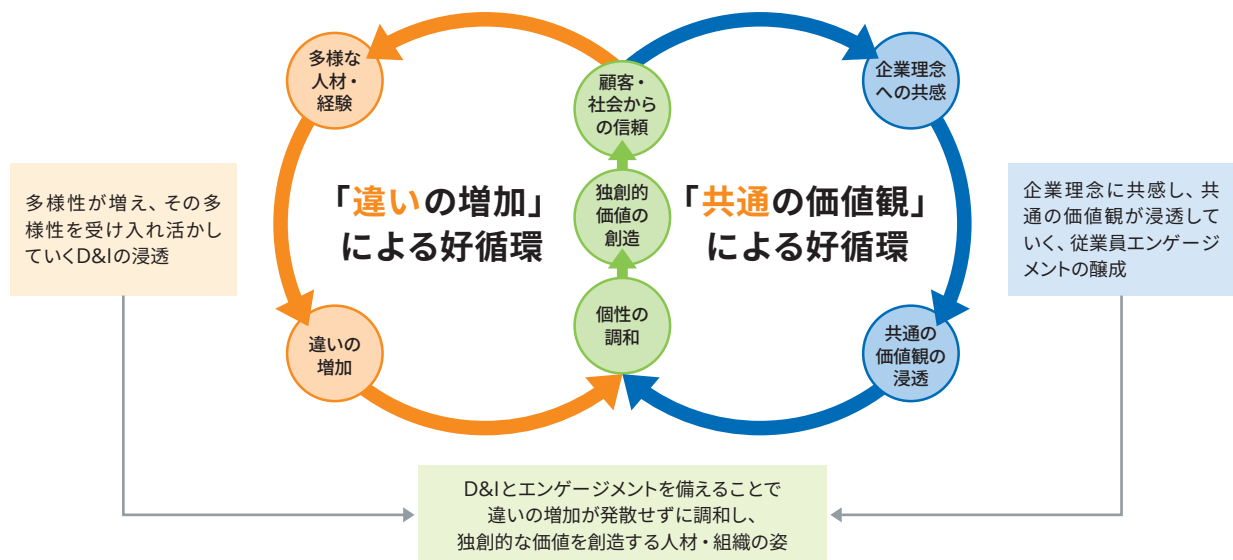 多様な
人材・
経験
顧客・
社会から
の信頼
企業理念
への共感
多様性が増え、その多
様性を受け入れ活かし
ていくD&Iの浸透
「違いの増加」
による好循環
独創的
価値の
創造
「共通の価値観」
による好循環
企業理念に共感し、共
通の価値観が浸透して
いく、従業員エンゲージ
メントの醸成
違いの
増加
個性の
調和
共通の
価値観の
浸透
D&Iとエンゲージメントを備えることで
違いの増加が発散せずに調和し、
独創的な価値を創造する人材・組織の姿